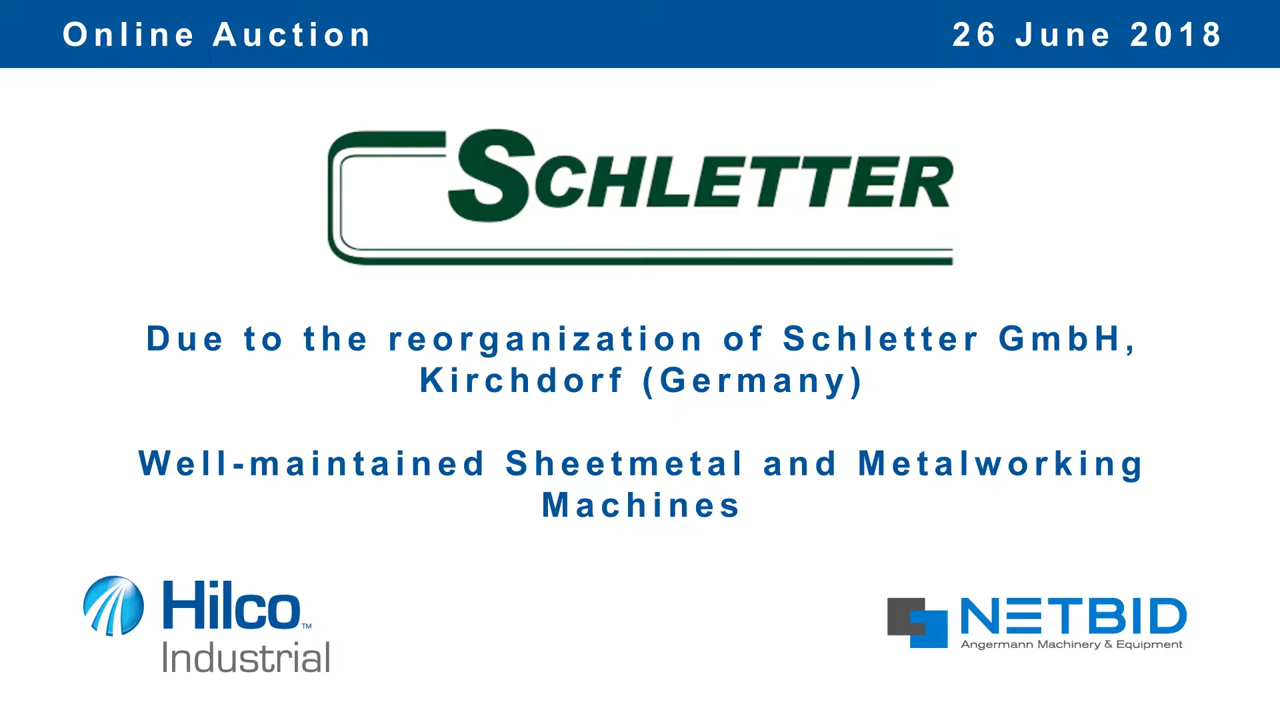 Online Auction 26 June 2018
SCHLETTER
Due to the reorganization of Schletter GmbH,
Kirchdorf (Germany)
Well-maintained Sheetmetal and Metalworking
Machines
Hilco™
Industrial
NETBID
Angermann Machinery & Equipment